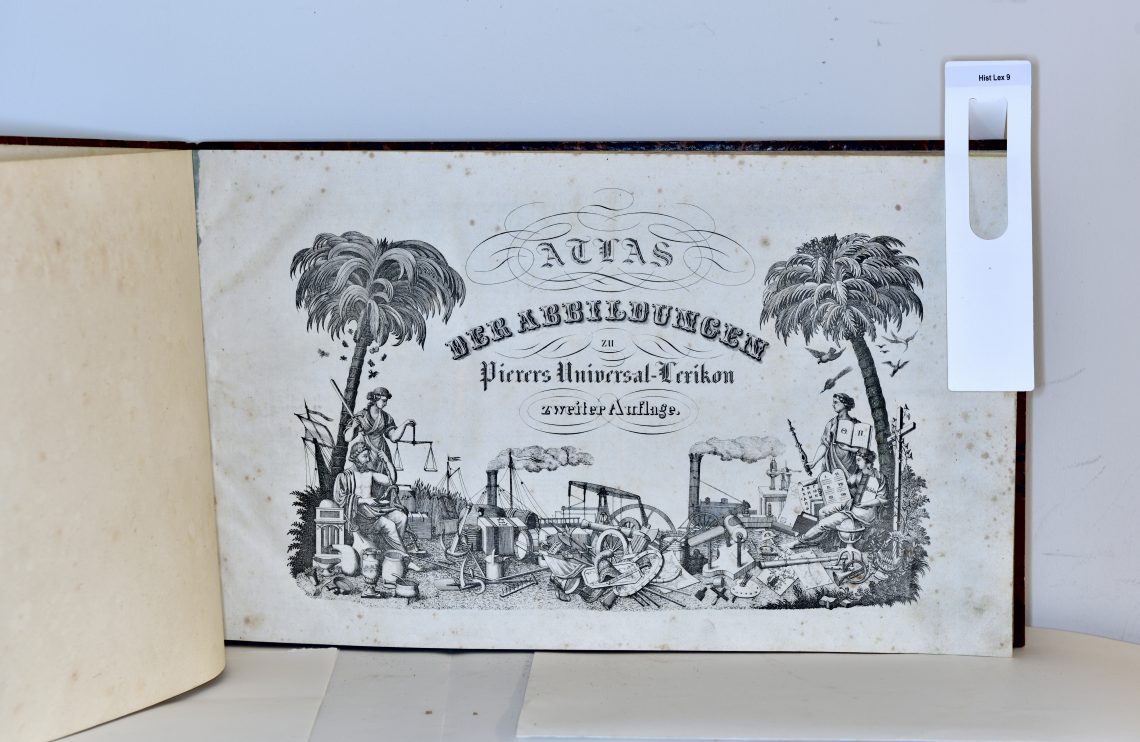 Hist Lex 9
ATLAS
DER ABBILDUNGEN
zu
Pierers Universal-Lexikon
zweiter Auflage.
Θ Π